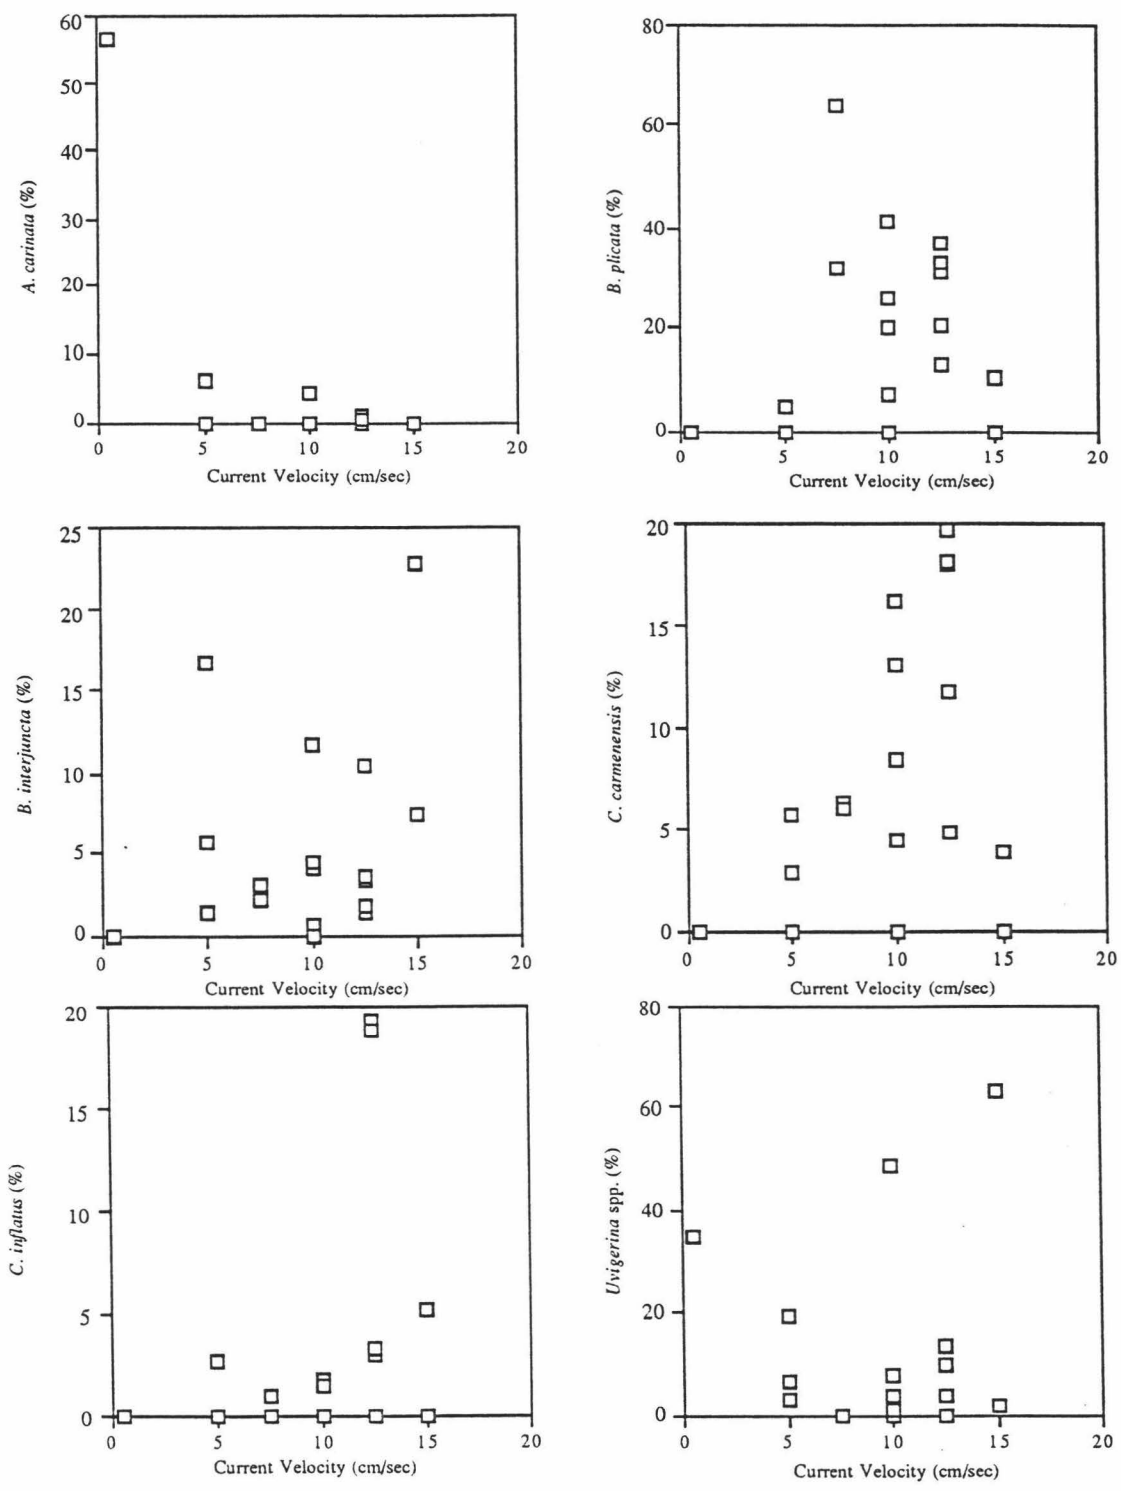 60
50
40
30
20
10
0
A. carinata (%)
0 5 10 15 20
Current Velocity (cm/sec)
80
60
40
20
0
B. plicata (%)
0 5 10 15 20
Current Velocity (cm/sec)
25
20
15
10
5
0
B. interjuncta (%)
0 5 10 15 20
Current Velocity (cm/sec)
20
15
10
5
0
C. carmenensis (%)
0 5 10 15 20
Current Velocity (cm/sec)
20
15
10
5
0
C. inflatus (%)
0 5 10 15 20
Current Velocity (cm/sec)
80
60
40
20
0
Uvigerina spp. (%)
0 5 10 15 20
Current Velocity (cm/sec)